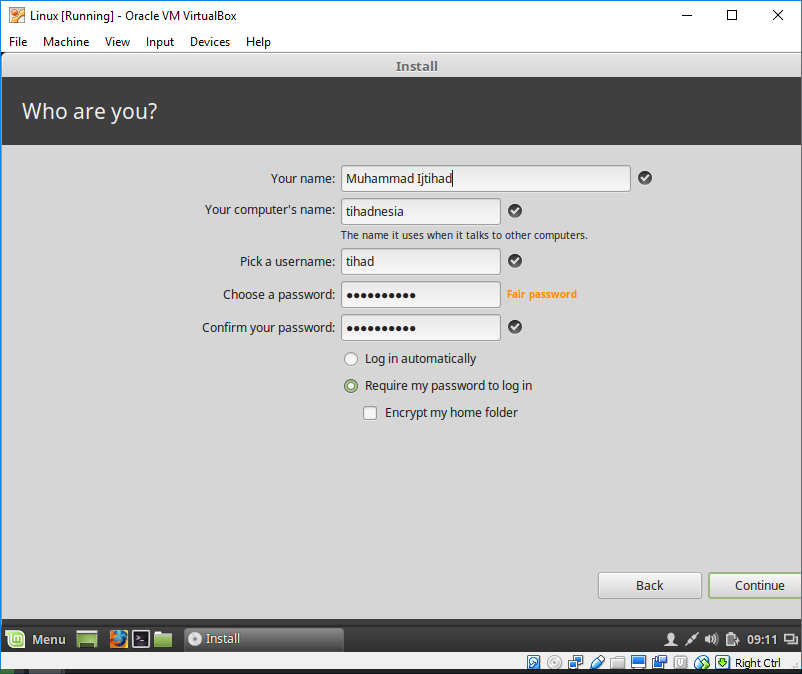 Linux [Running] - Oracle VM VirtualBox
File Machine View Input Devices Help
Install
Who are you?
Your name: Muhammad Ijtihad
Your computer's name: tihadnesia
The name it uses when it talks to other computers.
Pick a username: tihad
Choose a password: ●●●●●●●●●● Fair password
Confirm your password: ●●●●●●●●●●
Log in automatically
Require my password to log in
Encrypt my home folder
Back Continue
Menu Install 09:11
Right Ctrl